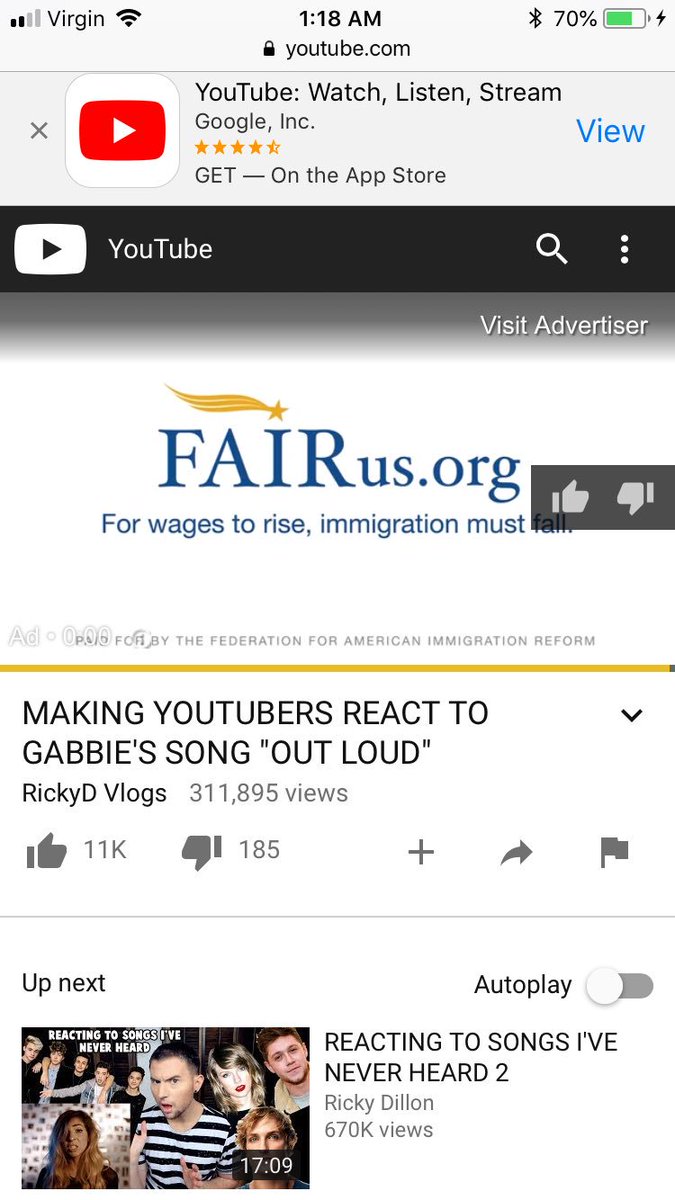 Virgin
1:18 AM
70%
youtube.com
YouTube: Watch, Listen, Stream
Google, Inc.
GET — On the App Store
View
YouTube
Visit Advertiser
FAIRus.org
For wages to rise, immigration must fall.
Ad • 0:00
PAID FOR BY THE FEDERATION FOR AMERICAN IMMIGRATION REFORM
MAKING YOUTUBERS REACT TO
GABBIE'S SONG "OUT LOUD"
RickyD Vlogs 311,895 views
11K
185
Up next
Autoplay
REACTING TO SONGS I'VE
NEVER HEARD
17:09
REACTING TO SONGS I'VE
NEVER HEARD 2
Ricky Dillon
670K views